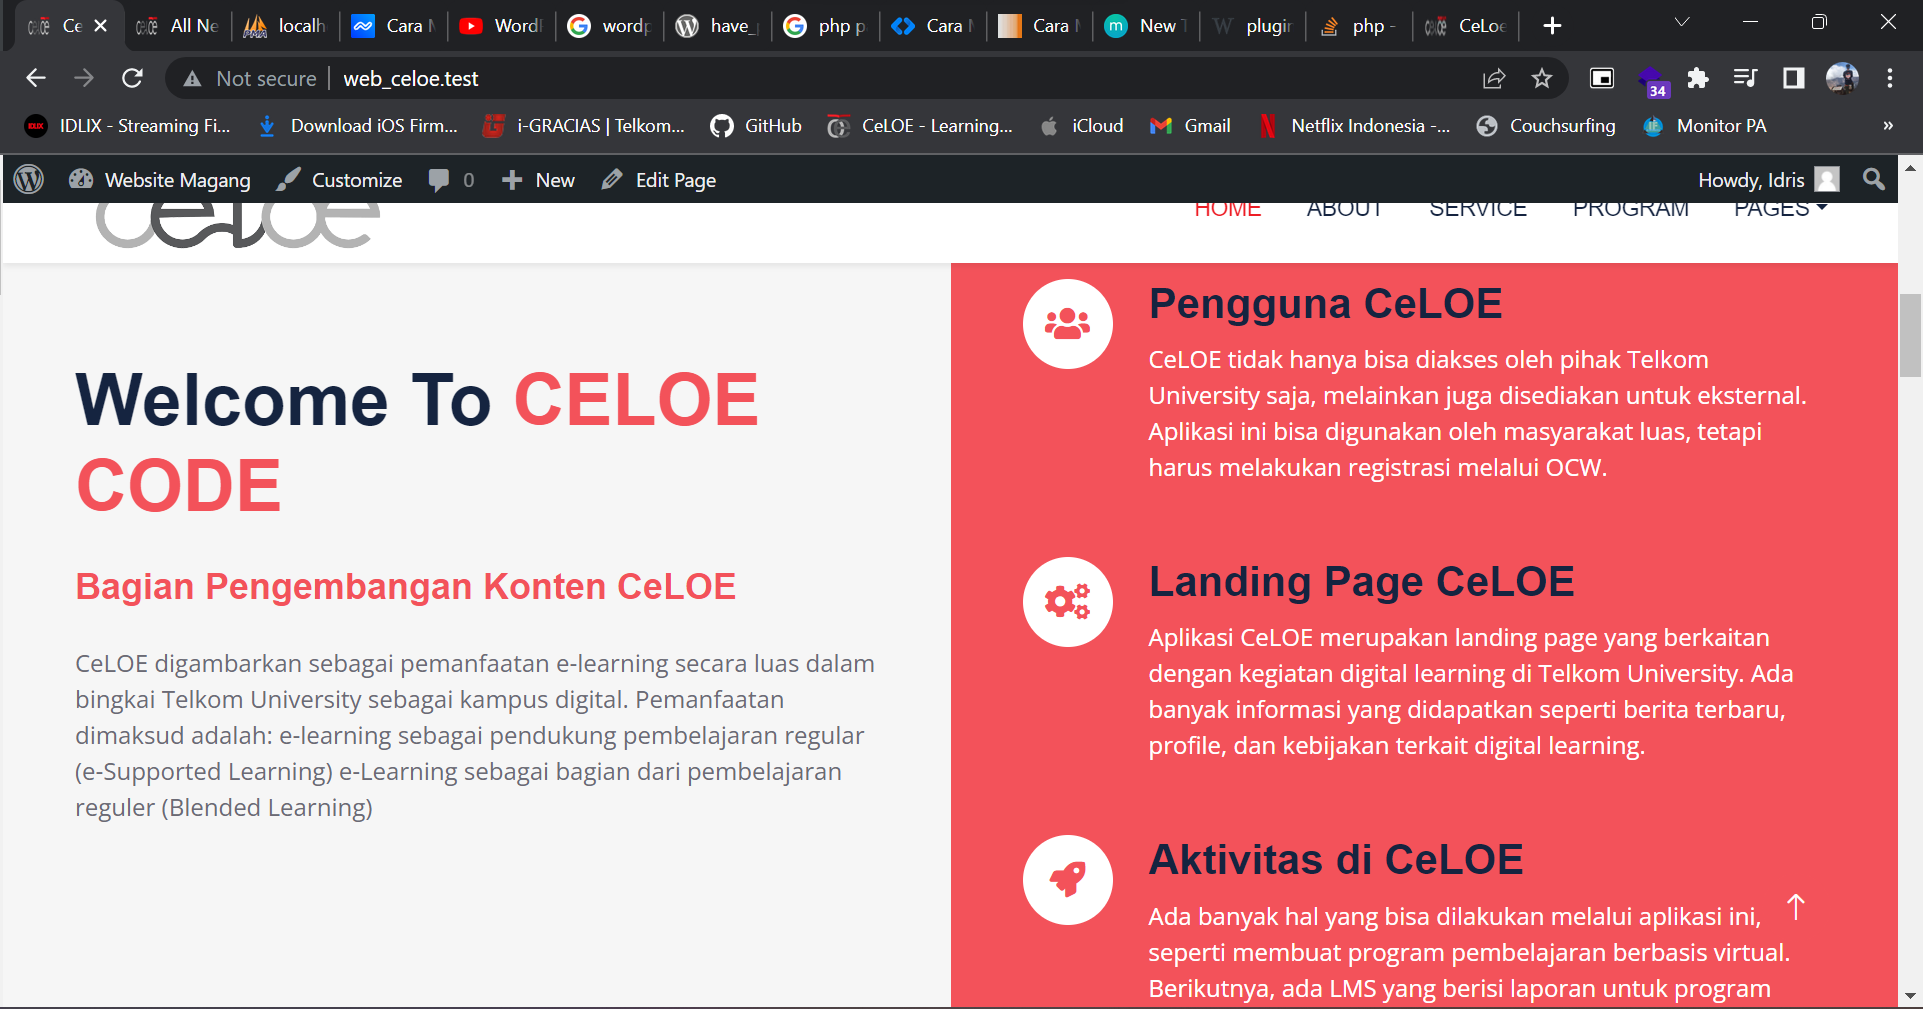 Ce
All Ne
localh
Cara
Word
wordp
have_
php p
Cara
Cara
New
plugin
php -
CeLoe
Not secure
web_celoe.test
34
IDLIX - Streaming Fi...
Download iOS Firm...
i-GRACIAS | Telkom...
GitHub
CeLOE - Learning...
iCloud
Gmail
Netflix Indonesia -...
Couchsurfing
Monitor PA
»
Website Magang
Customize
0
New
Edit Page
Howdy, Idris
celoe
HOME
ABOUT
SERVICE
PROGRAM
PAGES
Welcome To CELOE
CODE
Bagian Pengembangan Konten CeLOE
CeLOE digambarkan sebagai pemanfaatan e-learning secara luas dalam
bingkai Telkom University sebagai kampus digital. Pemanfaatan
dimaksud adalah: e-learning sebagai pendukung pembelajaran regular
(e-Supported Learning) e-Learning sebagai bagian dari pembelajaran
reguler (Blended Learning)
Pengguna CeLOE
CeLOE tidak hanya bisa diakses oleh pihak Telkom
University saja, melainkan juga disediakan untuk eksternal.
Aplikasi ini bisa digunakan oleh masyarakat luas, tetapi
harus melakukan registrasi melalui OCW.
Landing Page CeLOE
Aplikasi CeLOE merupakan landing page yang berkaitan
dengan kegiatan digital learning di Telkom University. Ada
banyak informasi yang didapatkan seperti berita terbaru,
profile, dan kebijakan terkait digital learning.
Aktivitas di CeLOE
Ada banyak hal yang bisa dilakukan melalui aplikasi ini,
seperti membuat program pembelajaran berbasis virtual.
Berikutnya, ada LMS yang berisi laporan untuk program